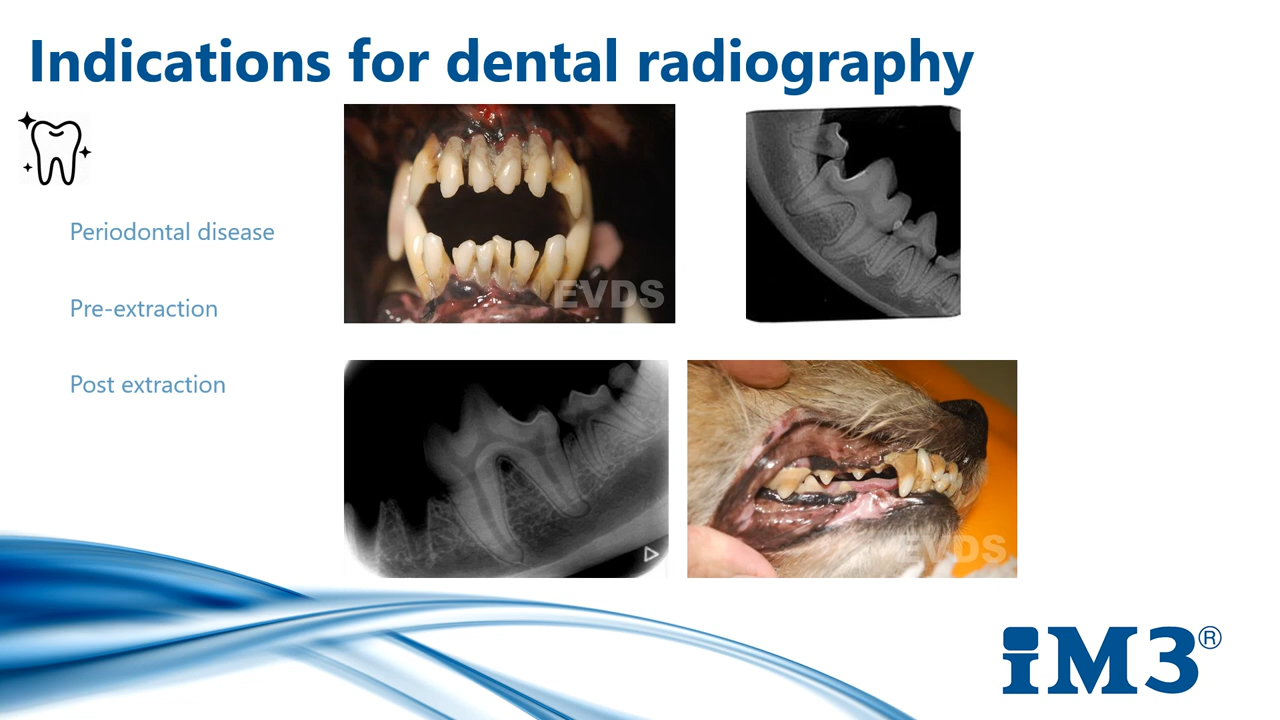 Indications for dental radiography
Periodontal disease
Pre-extraction
Post extraction
EVDS
EVDS
iM3®